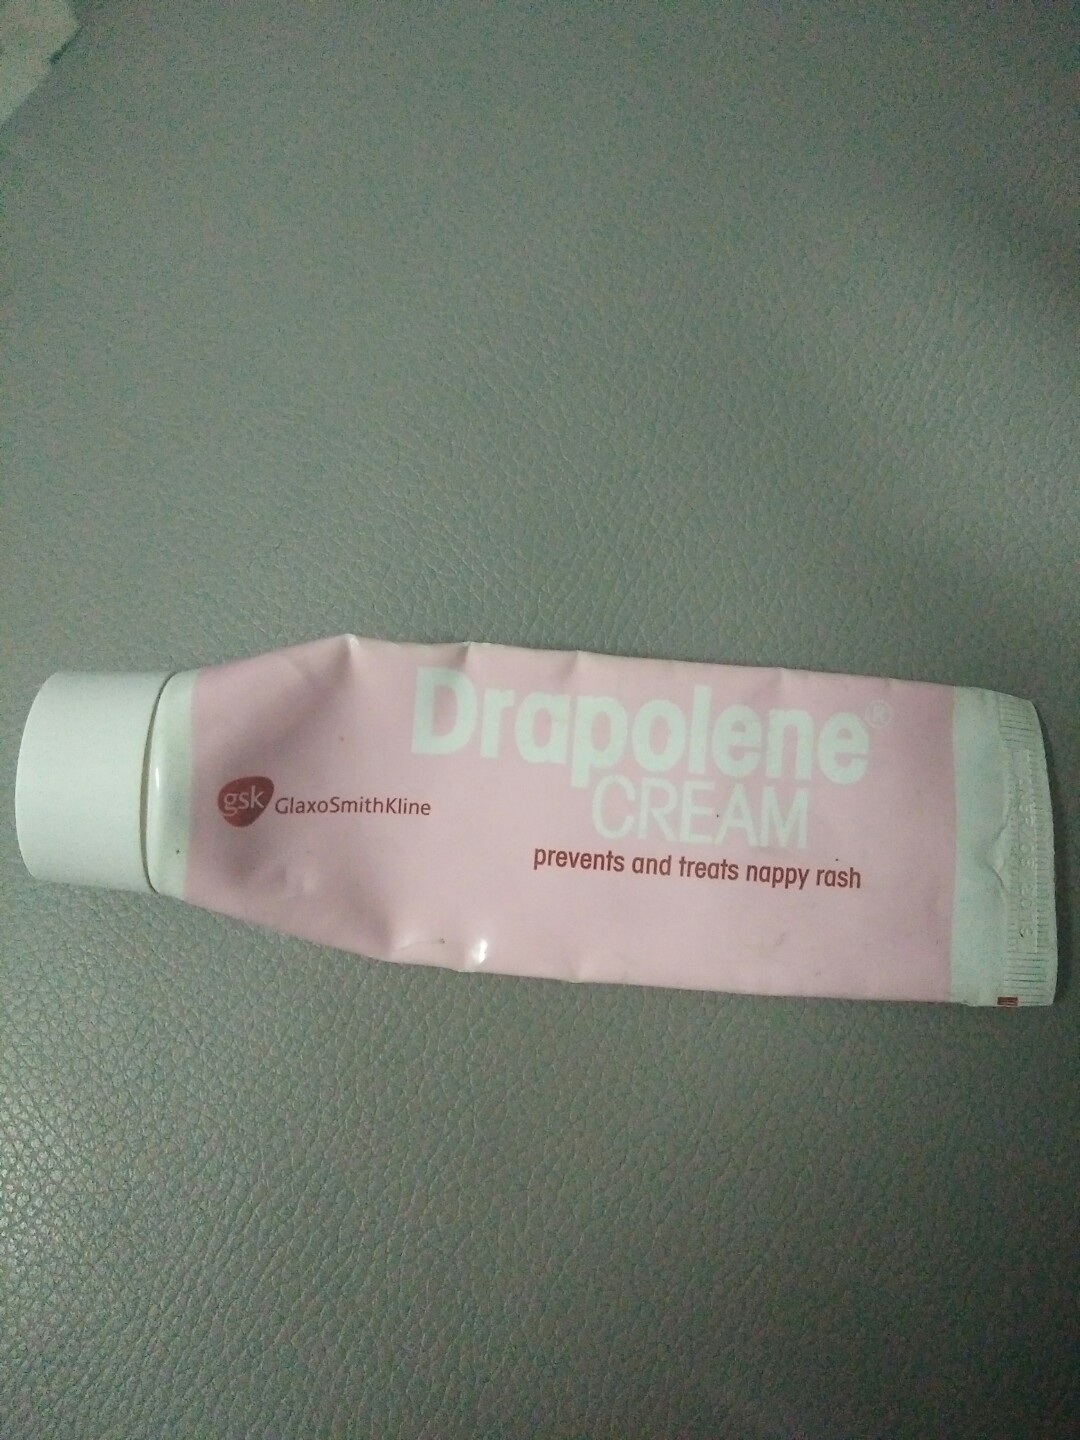 Drapolene®
CREAM
gsk GlaxoSmithKline
prevents and treats nappy rash